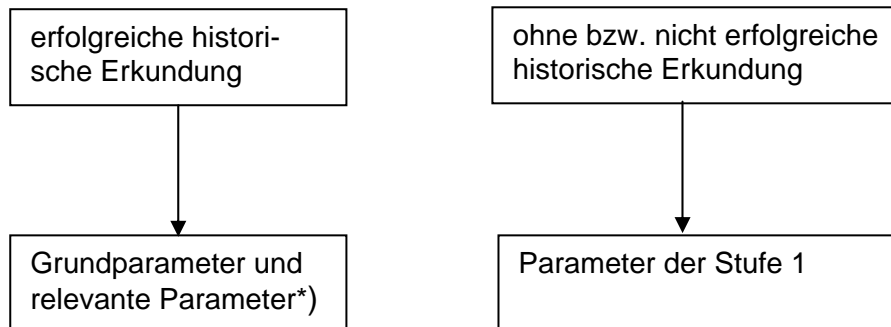 erfolgreiche histori-
sche Erkundung
ohne bzw. nicht erfolgreiche
historische Erkundung
Grundparameter und
relevante Parameter*)
Parameter der Stufe 1